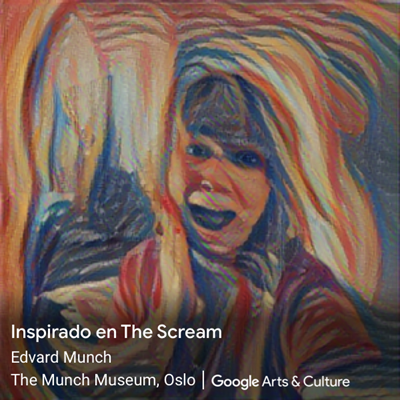 Inspirado en The Scream
Edvard Munch
The Munch Museum, Oslo | Google Arts & Culture